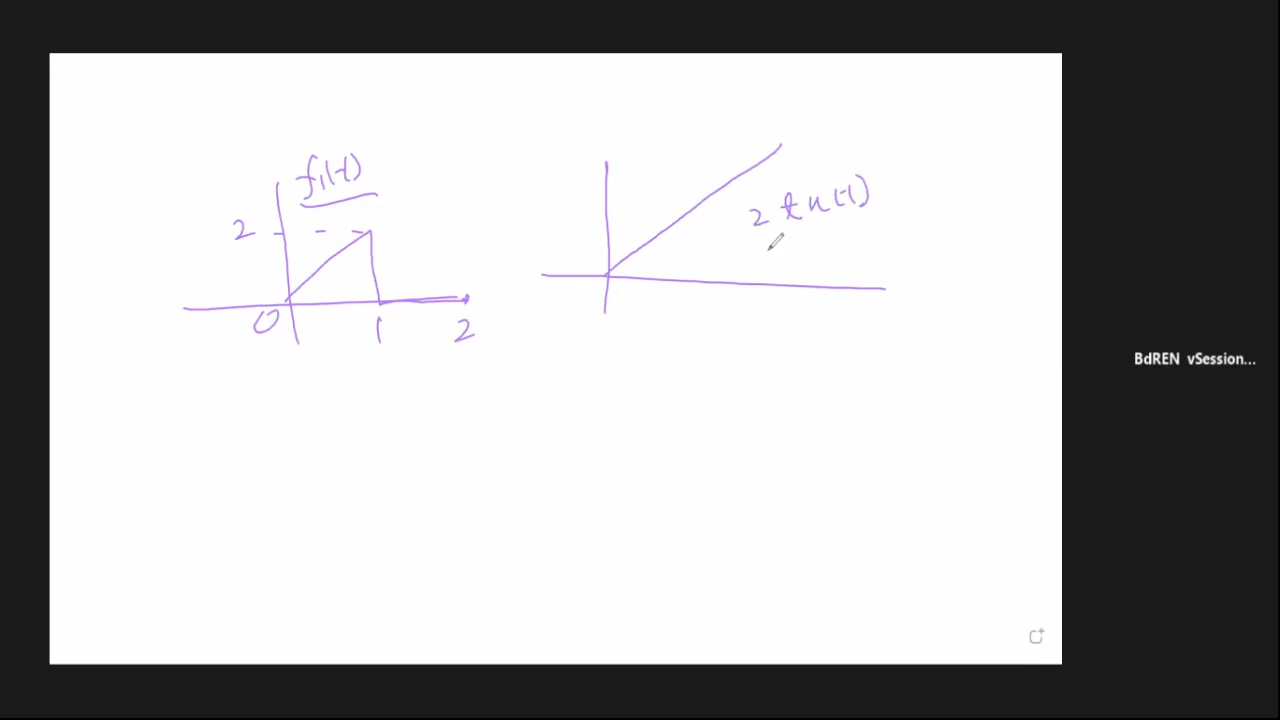 f₁(t)
2
0 1 2
2 t u(t)
BdREN vSession...